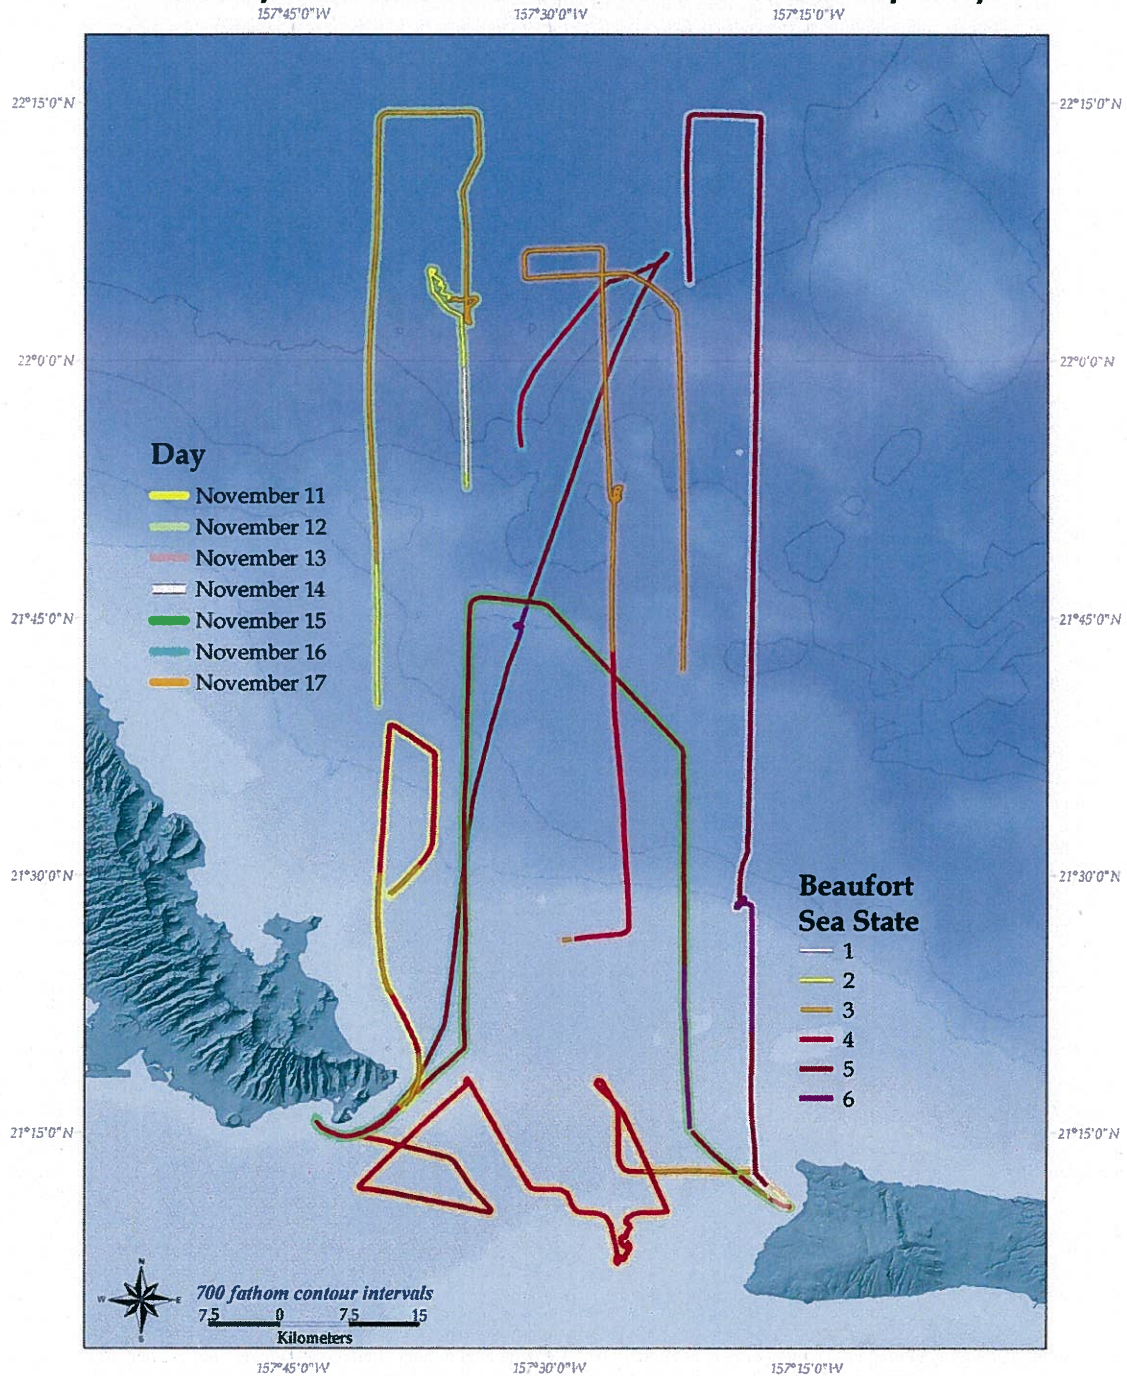 157°45'0"W 157°30'0"W 157°15'0"W
22°15'0"N 22°15'0"N
22°0'0"N 22°0'0"N
Day
November 11
November 12
November 13
November 14
November 15
November 16
November 17
21°45'0"N 21°45'0"N
21°30'0"N 21°30'0"N
Beaufort
Sea State
1
2
3
4
5
6
21°15'0"N 21°15'0"N
N
W E
S
700 fathom contour intervals
7.5 0 7.5 15
Kilometers
157°45'0"W 157°30'0"W 157°15'0"W